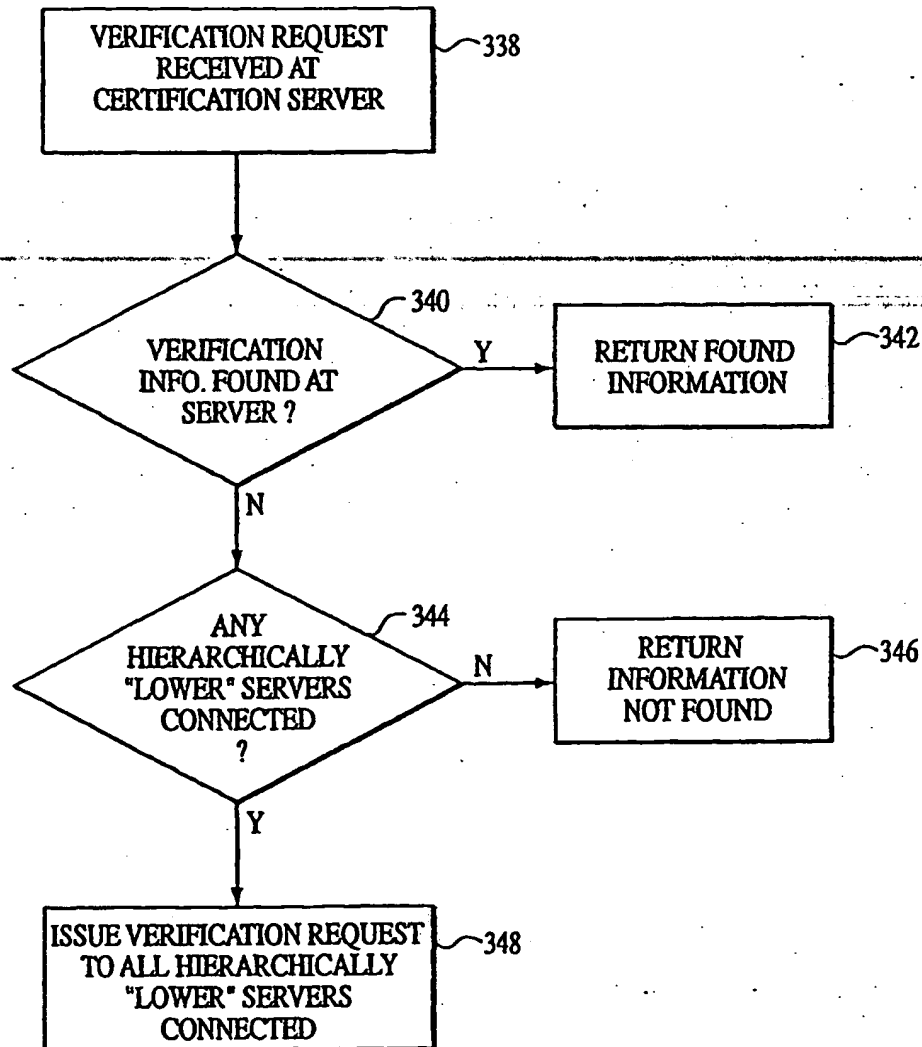 VERIFICATION REQUEST
RECEIVED AT
CERTIFICATION SERVER
338
340
VERIFICATION
INFO. FOUND AT
SERVER ?
Y
RETURN FOUND
INFORMATION
342
N
344
ANY
HIERARCHICALLY
"LOWER" SERVERS
CONNECTED
?
N
RETURN
INFORMATION
NOT FOUND
346
Y
ISSUE VERIFICATION REQUEST
TO ALL HIERARCHICALLY
"LOWER" SERVERS
CONNECTED
348